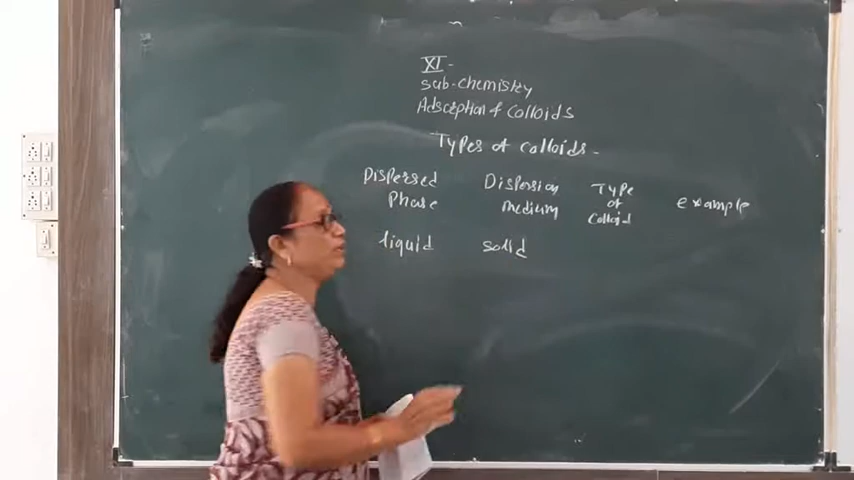 XI -
Sub-Chemistry
Adsorption of Colloids
Types of colloids -
Dispersed Phase
Dispersion Medium
Type of Colloid
example
liquid
solid